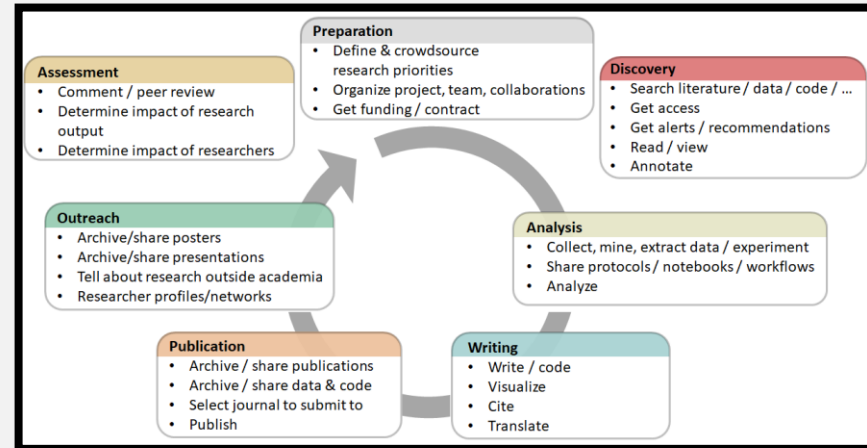 Preparation
• Define & crowdsource
research priorities
• Organize project, team, collaborations
• Get funding / contract
Discovery
• Search literature / data / code / ...
• Get access
• Get alerts / recommendations
• Read / view
• Annotate
Analysis
• Collect, mine, extract data / experiment
• Share protocols / notebooks / workflows
• Analyze
Writing
• Write / code
• Visualize
• Cite
• Translate
Publication
• Archive / share publications
• Archive / share data & code
• Select journal to submit to
• Publish
Outreach
• Archive/share posters
• Archive/share presentations
• Tell about research outside academia
• Researcher profiles/networks
Assessment
• Comment / peer review
• Determine impact of research
output
• Determine impact of researchers